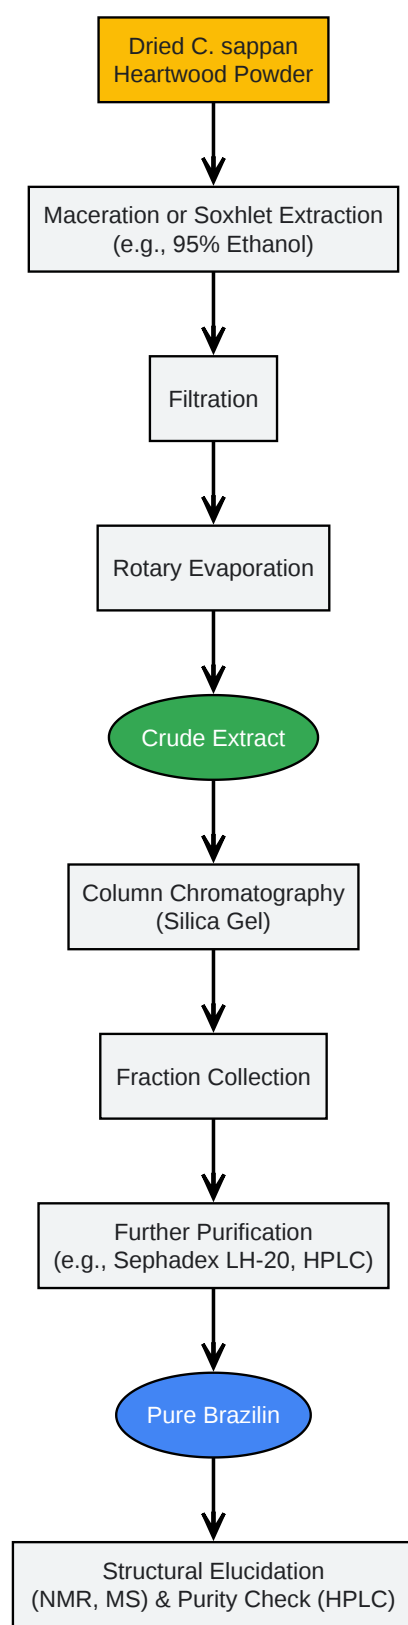 Dried C. sappan
Heartwood Powder
Maceration or Soxhlet Extraction
(e.g., 95% Ethanol)
Filtration
Rotary Evaporation
Crude Extract
Column Chromatography
(Silica Gel)
Fraction Collection
Further Purification
(e.g., Sephadex LH-20, HPLC)
Pure Brazilin
Structural Elucidation
(NMR, MS) & Purity Check (HPLC)